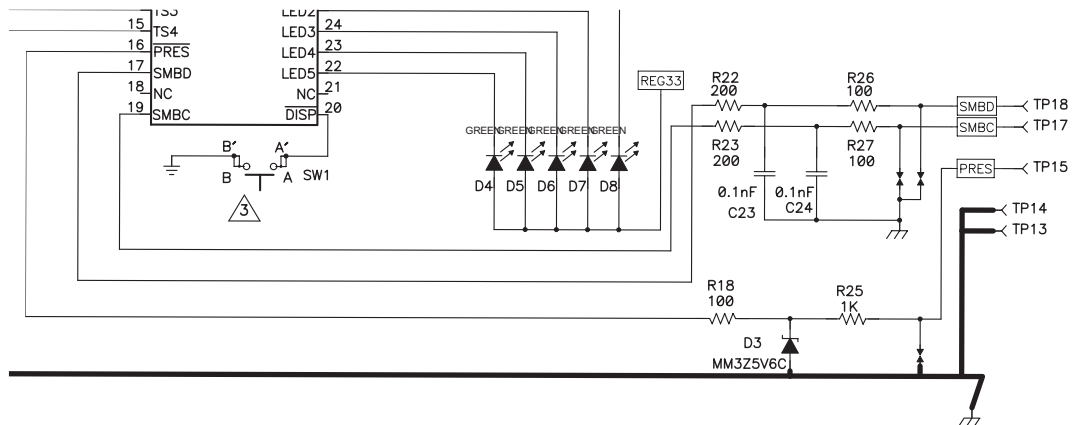 TS3
LED2
15 TS4
LED3 24
16 PRES
LED4 23
17 SMBD
LED5 22
18 NC
NC 21
19 SMBC
DISP 20
REG33
R22
200
R26
100
SMBD
TP18
SMBC
TP17
R23
200
R27
100
GREEN GREEN GREEN GREEN GREEN
B' A'
B A
SW1
3
D4 D5 D6 D7 D8
0.1nF
C23
0.1nF
C24
PRES
TP15
TP14
TP13
R18
100
R25
1K
D3
MM3Z5V6C